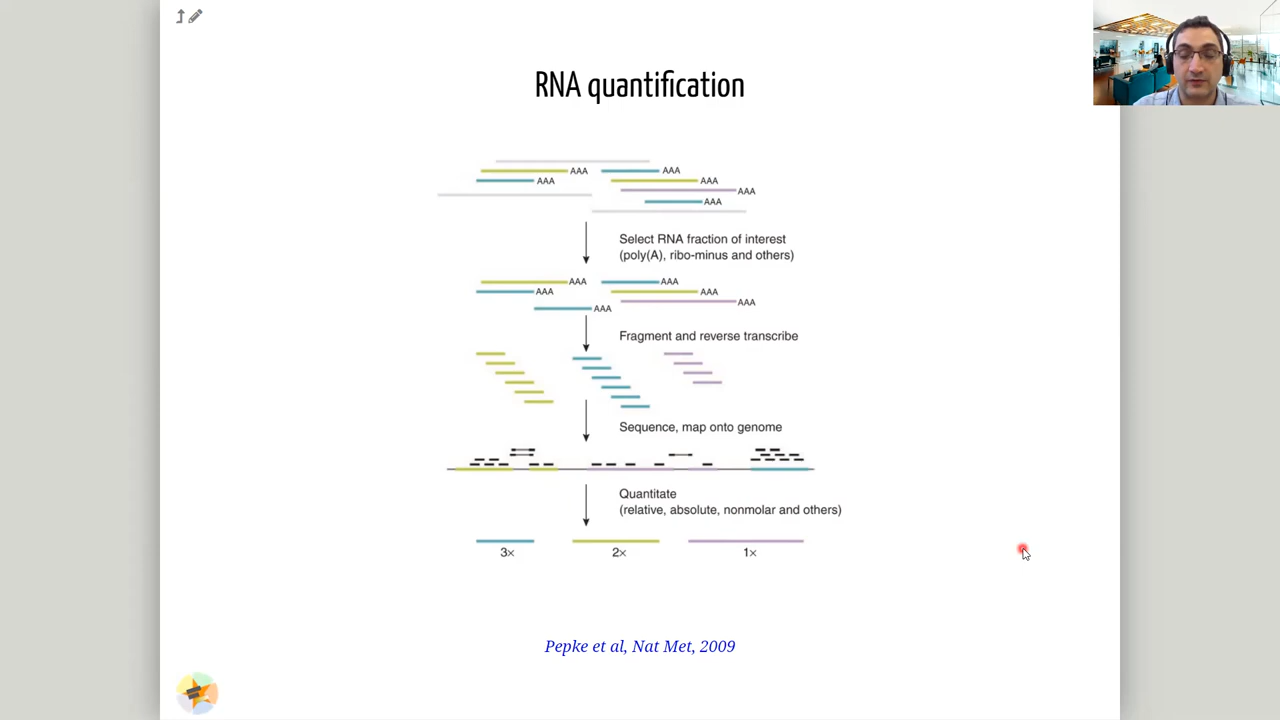 RNA quantification
AAA AAA
AAA AAA
AAA
AAA
Select RNA fraction of interest
(poly(A), ribo-minus and others)
AAA AAA
AAA AAA
AAA
AAA
Fragment and reverse transcribe
Sequence, map onto genome
Quantitate
(relative, absolute, nonmolar and others)
3× 2× 1×
Pepke et al, Nat Met, 2009